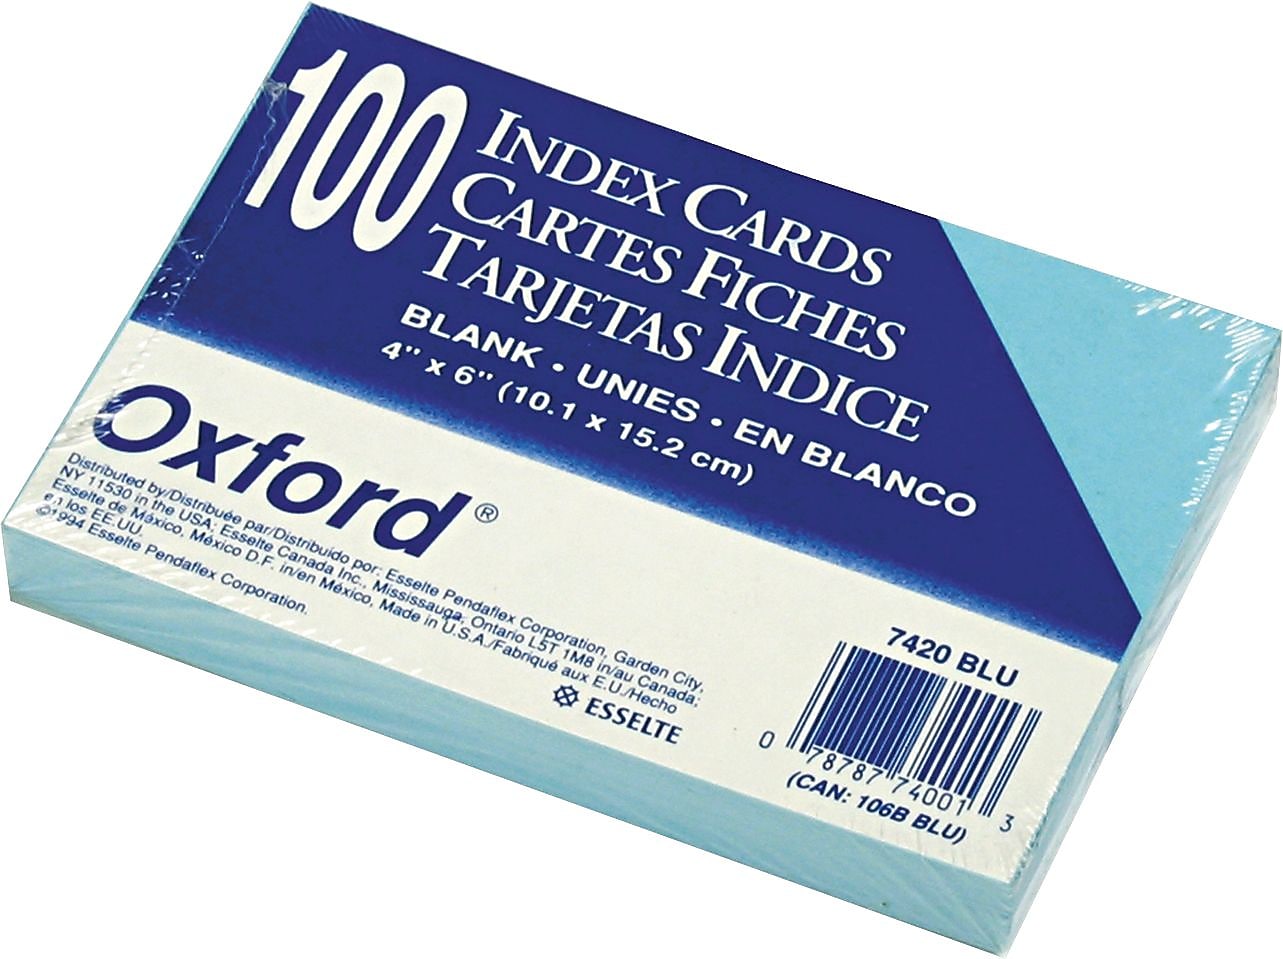 100
INDEX CARDS
CARTES FICHES
TARJETAS INDICE
BLANK • UNIES • EN BLANCO
4" x 6" (10.1 x 15.2 cm)
Oxford®
Distributed by/Distribuée par/Distribuido por: Esselte Pendaflex Corporation, Garden City,
NY 11530 in the USA; Esselte Canada Inc., Mississauga, Ontario L5T 1M8 in/au Canada;
Esselte de México, México D.F. in/en México, Made in U.S.A./Fabriqué aux E.U./Hecho
en los EE.UU.
©1994 Esselte Pendaflex Corporation.
ESSELTE
7420 BLU
0 78787 74001 3
(CAN: 106B BLU)